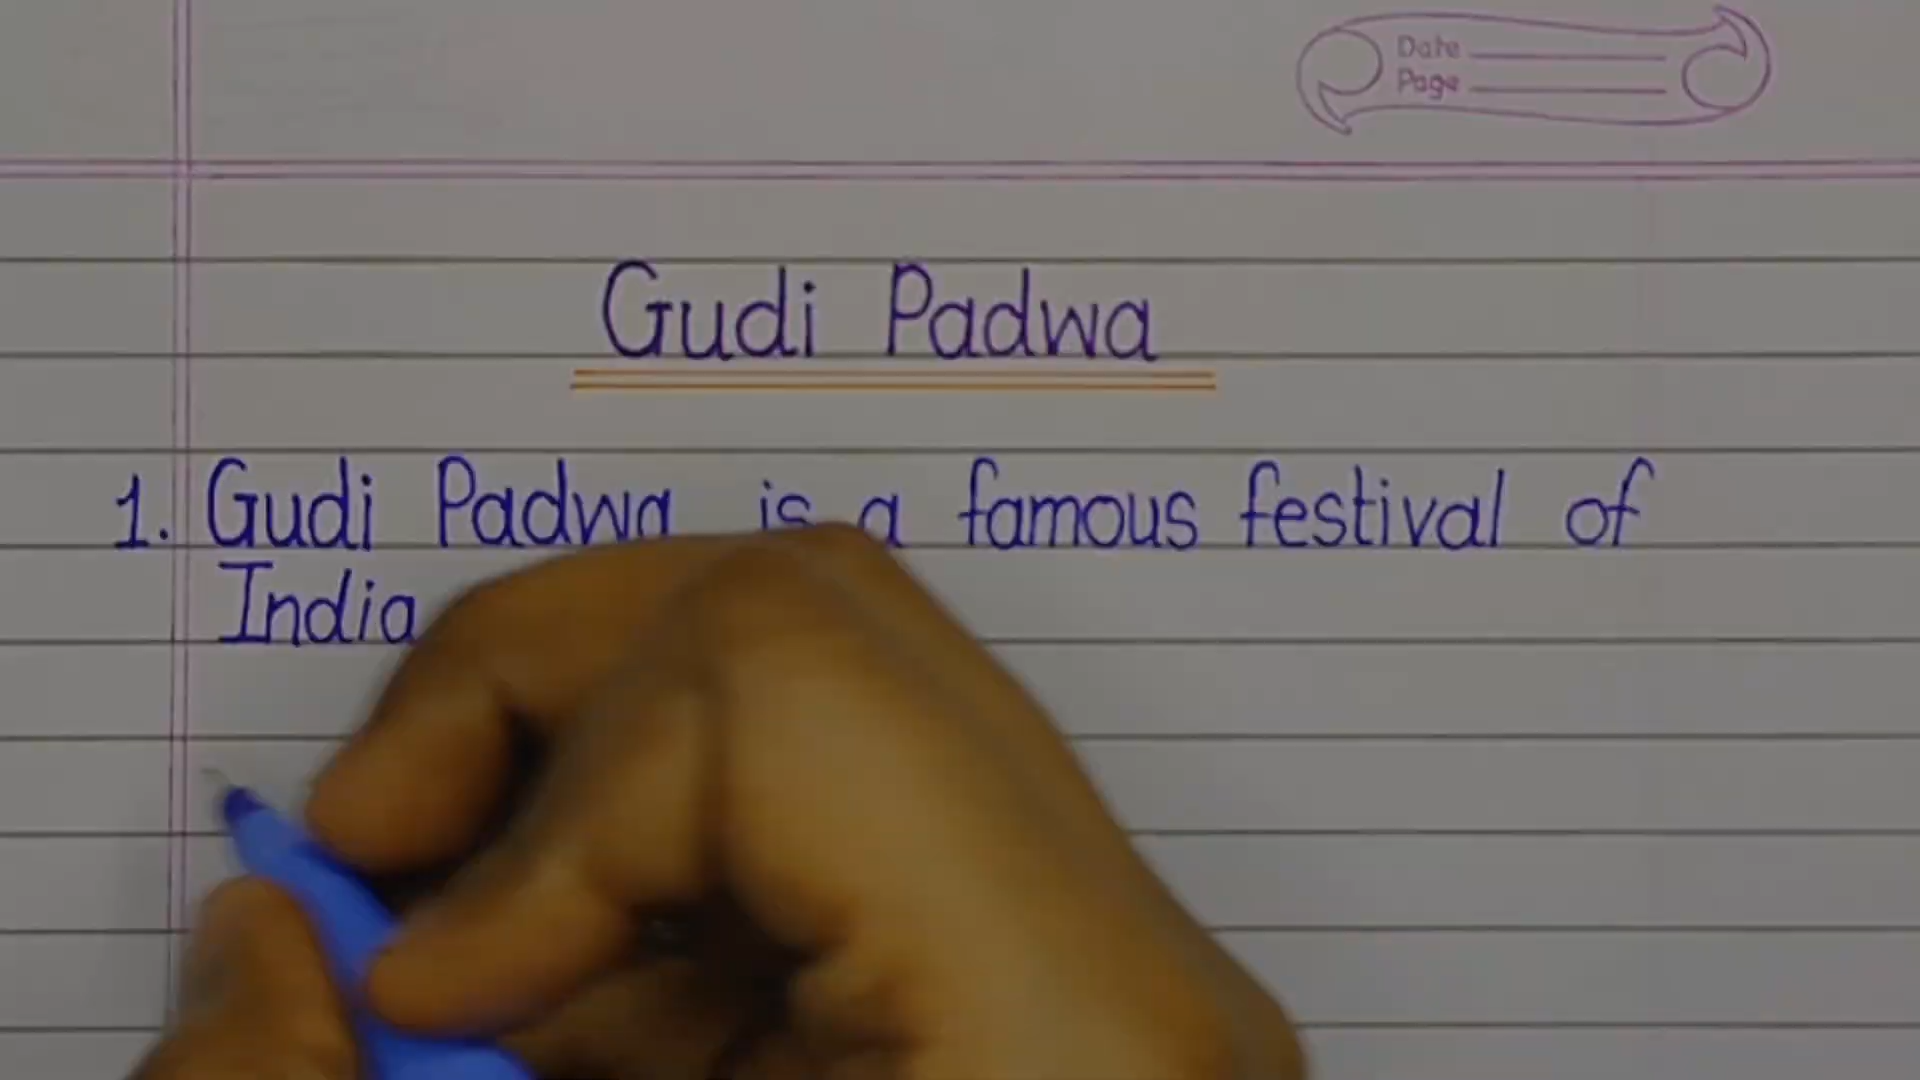 Date
Page
Gudi Padwa
1. Gudi Padwa is a famous festival of
India